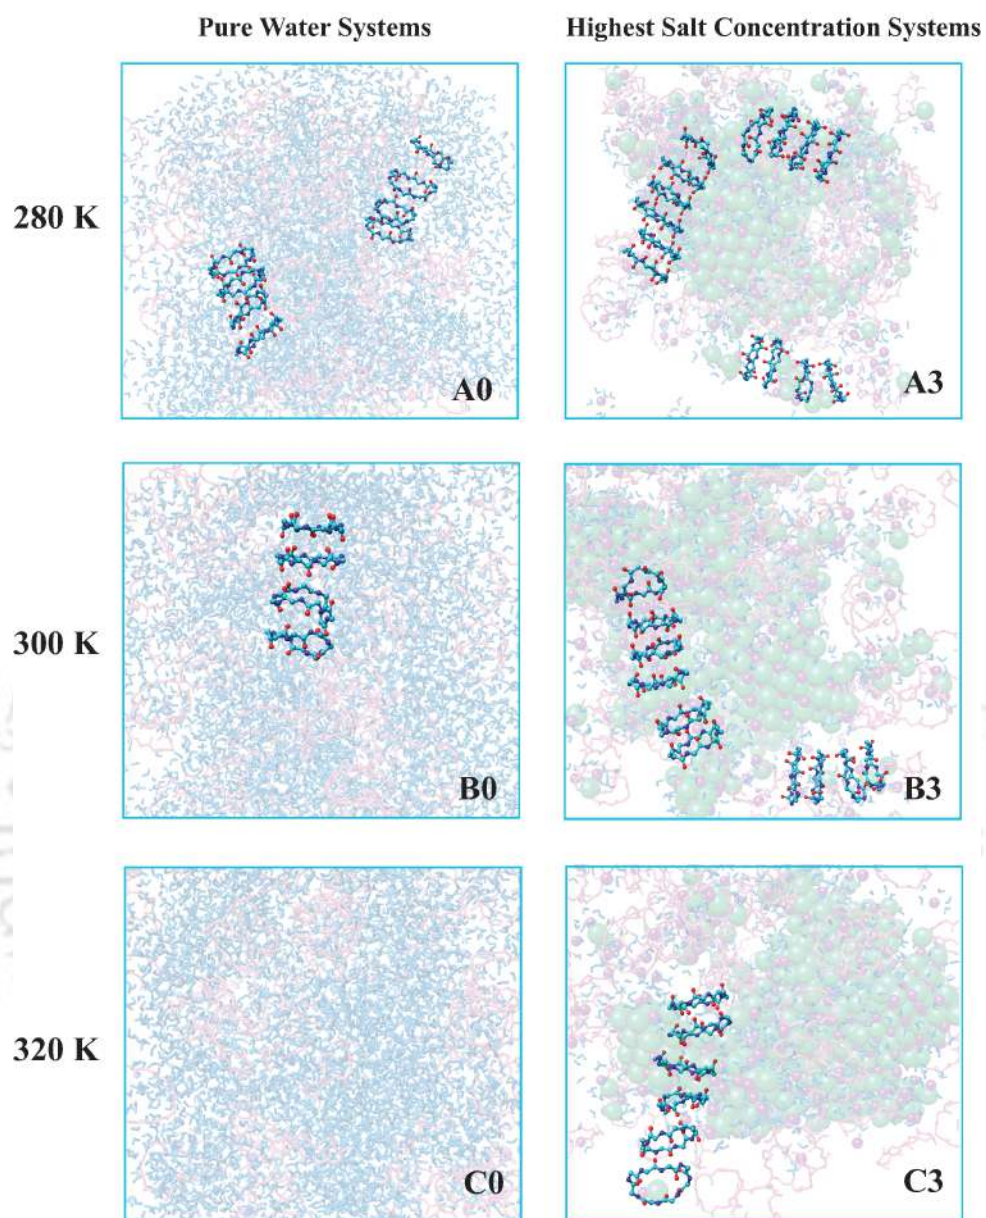 Pure Water Systems
Highest Salt Concentration Systems
280 K
A0
A3
300 K
B0
B3
320 K
C0
C3